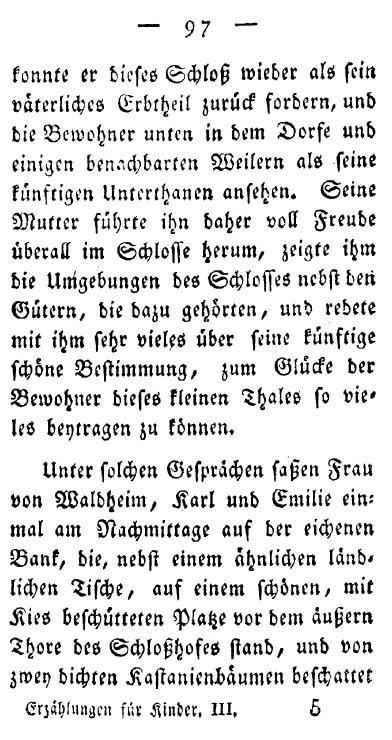 — 97 —
konnte er dieses Schloß wieder als sein
väterliches Erbtheil zurück fordern, und
die Bewohner unten in dem Dorfe und
einigen benachbarten Weilern als seine
künftigen Unterthanen ansehen. Seine
Mutter führte ihn daher voll Freude
überall im Schlosse herum, zeigte ihm
die Umgebungen des Schlosses nebst den
Gütern, die dazu gehörten, und redete
mit ihm sehr vieles über seine künftige
schöne Bestimmung, zum Glücke der
Bewohner dieses kleinen Thales so vie-
les beytragen zu können.
Unter solchen Gesprächen saßen Frau
von Waldheim, Karl und Emilie ein-
mal am Nachmittage auf der eichenen
Bank, die, nebst einem ähnlichen länd-
lichen Tische, auf einem schönen, mit
Kies beschütteten Platze vor dem äußern
Thore des Schloßhofes stand, und von
zwey dichten Kastanienbäumen beschattet
Erzählungen für Kinder. III. 5